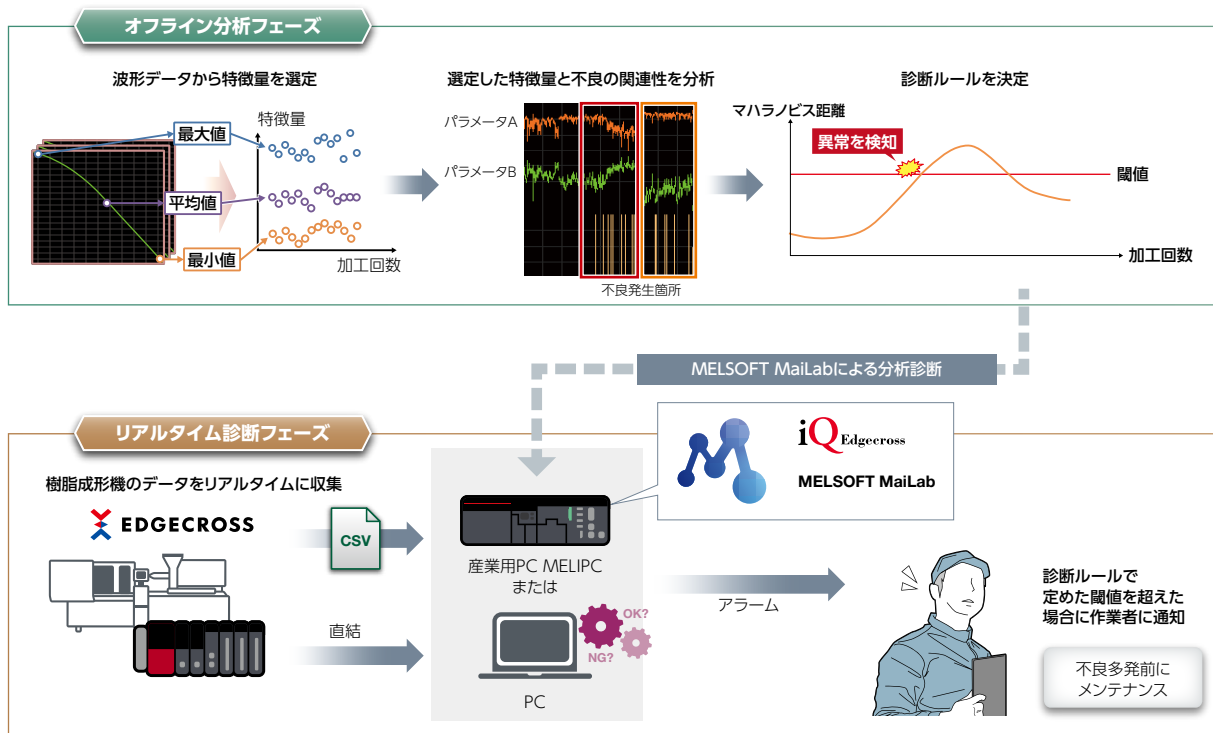 オフライン分析フェーズ
波形データから特徴量を選定
最大値
平均値
最小値
特徴量
加工回数
選定した特徴量と不良の関連性を分析
パラメータA
パラメータB
不良発生箇所
診断ルールを決定
マハラノビス距離
異常を検知
閾値
加工回数
MELSOFT MaiLabによる分析診断
リアルタイム診断フェーズ
樹脂成形機のデータをリアルタイムに収集
EDGECROSS
CSV
直結
iQ Edgecross
MELSOFT MaiLab
産業用PC MELIPC
または
OK?
NG?
PC
アラーム
診断ルールで
定めた閾値を超えた
場合に作業者に通知
不良多発前に
メンテナンス